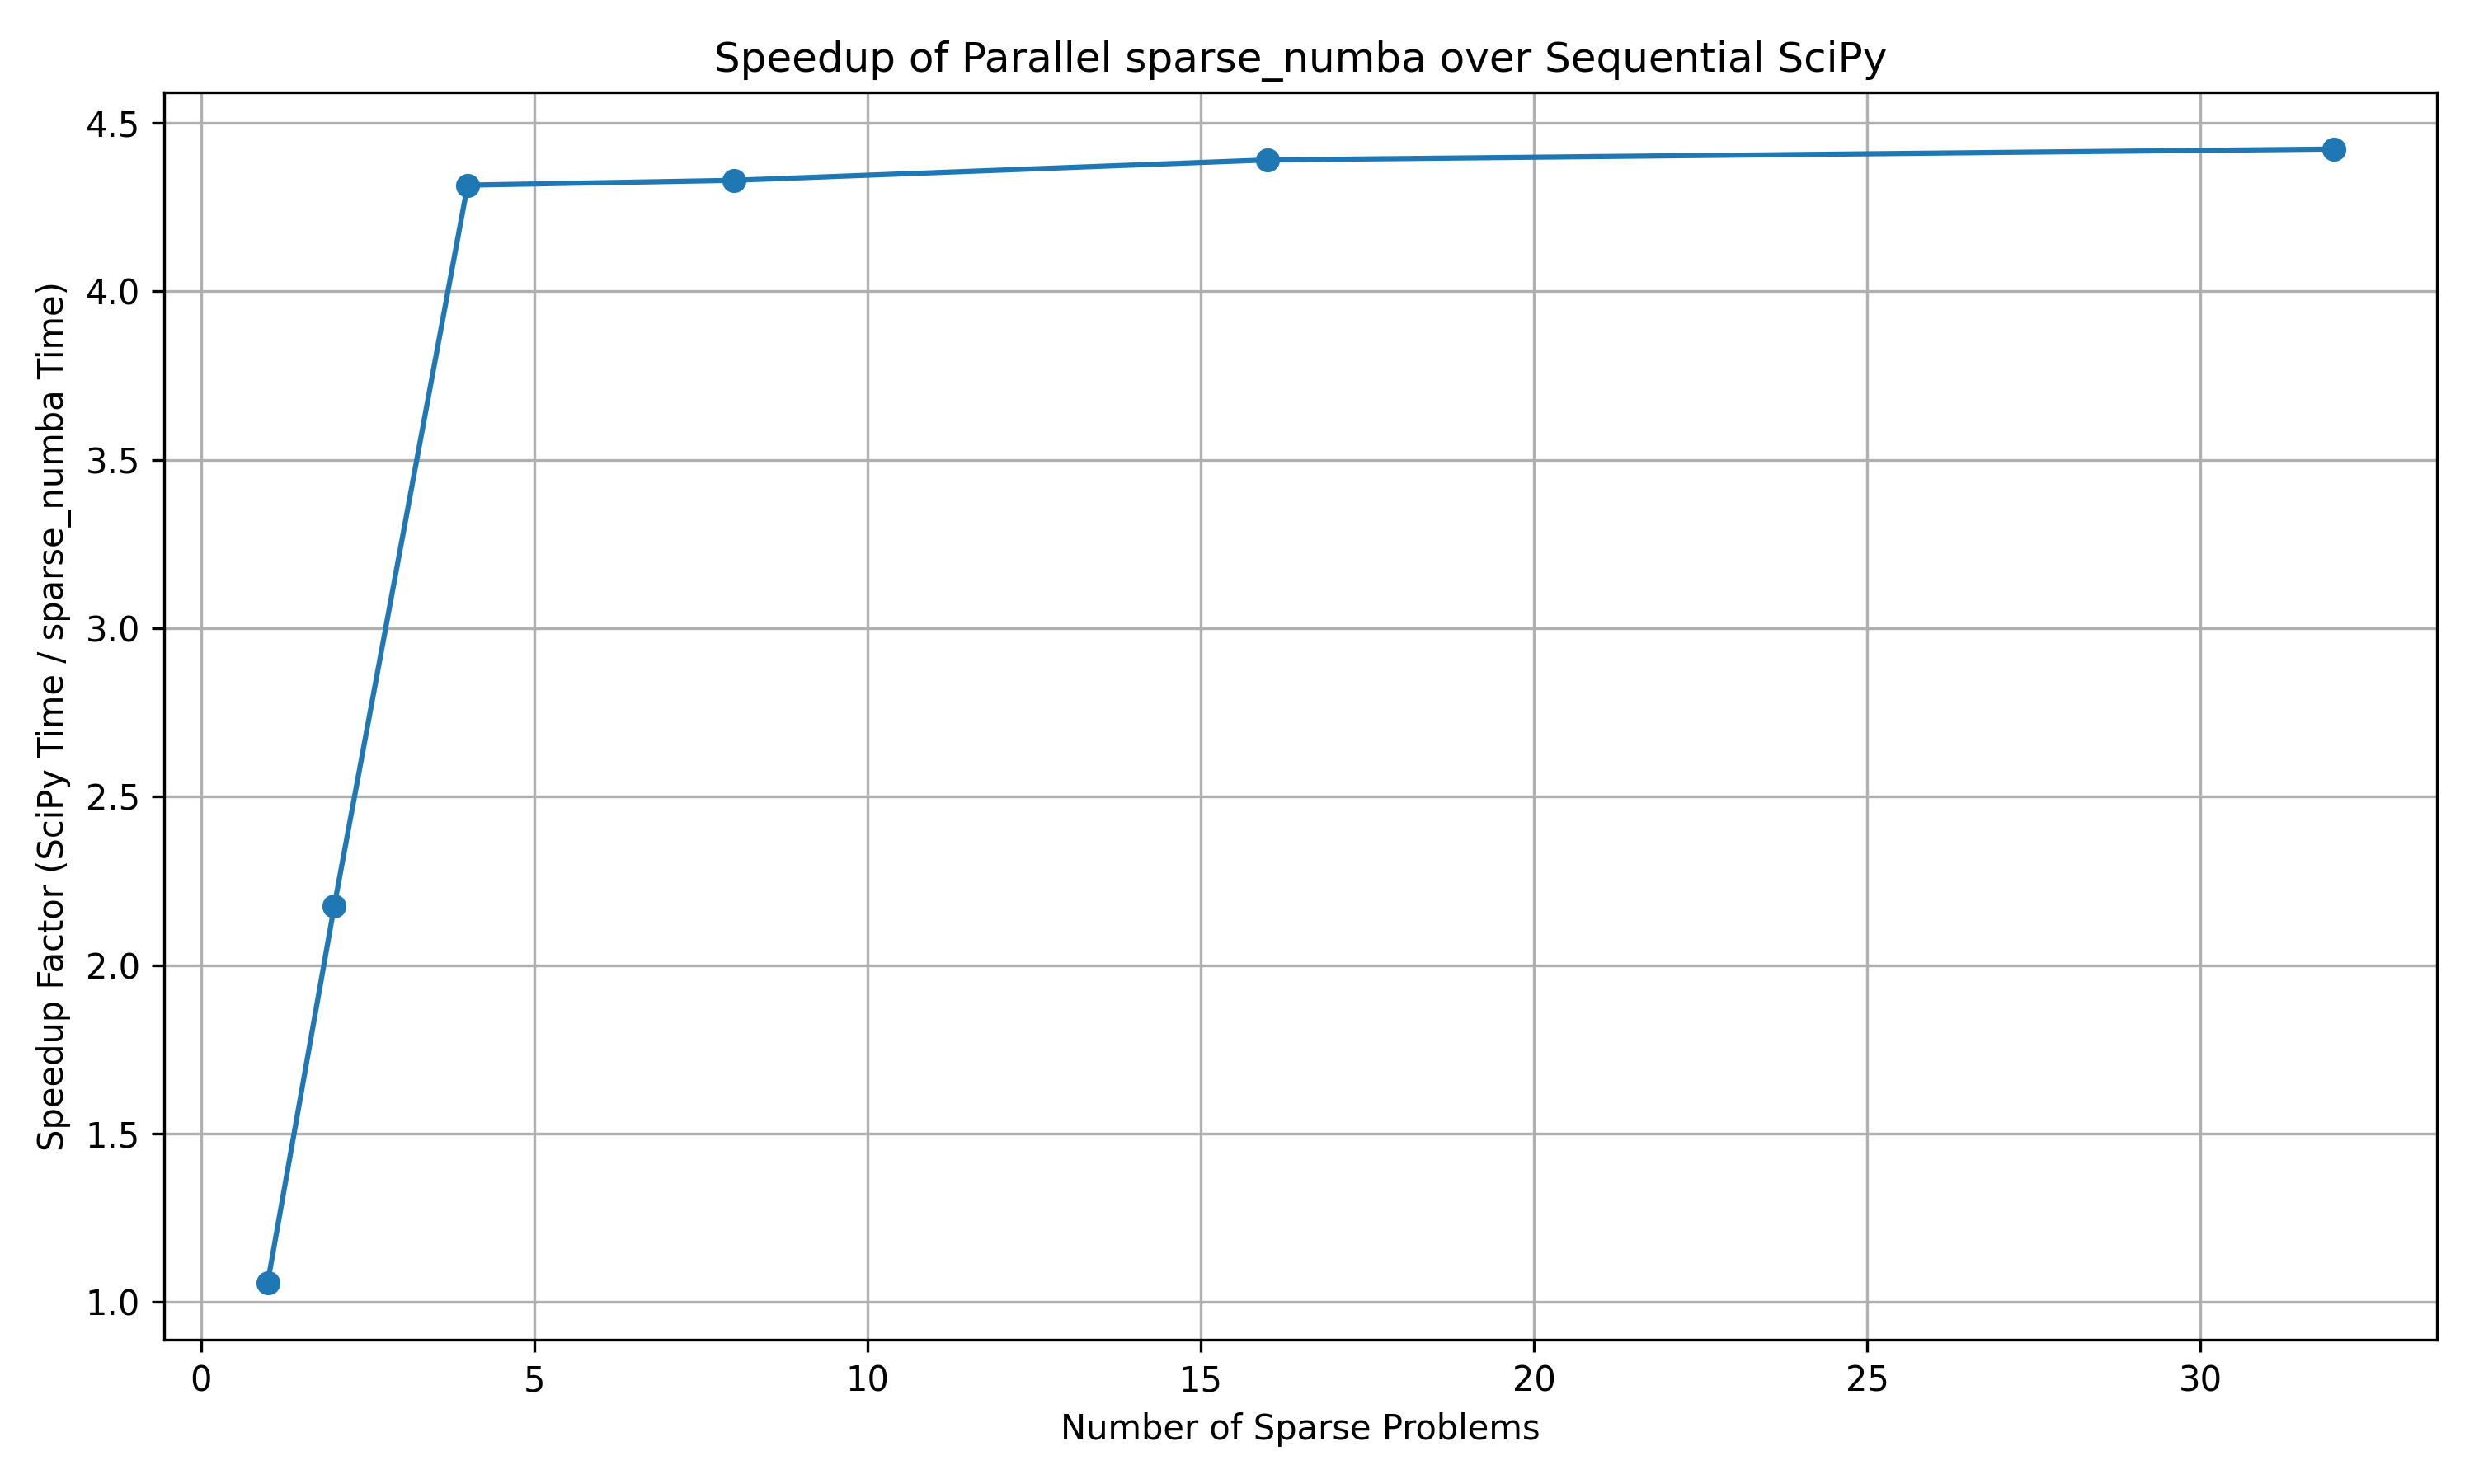 Speedup of Parallel sparse_numba over Sequential SciPy
Speedup Factor (SciPy Time / sparse_numba Time)
4.5
4.0
3.5
3.0
2.5
2.0
1.5
1.0
0 5 10 15 20 25 30
Number of Sparse Problems